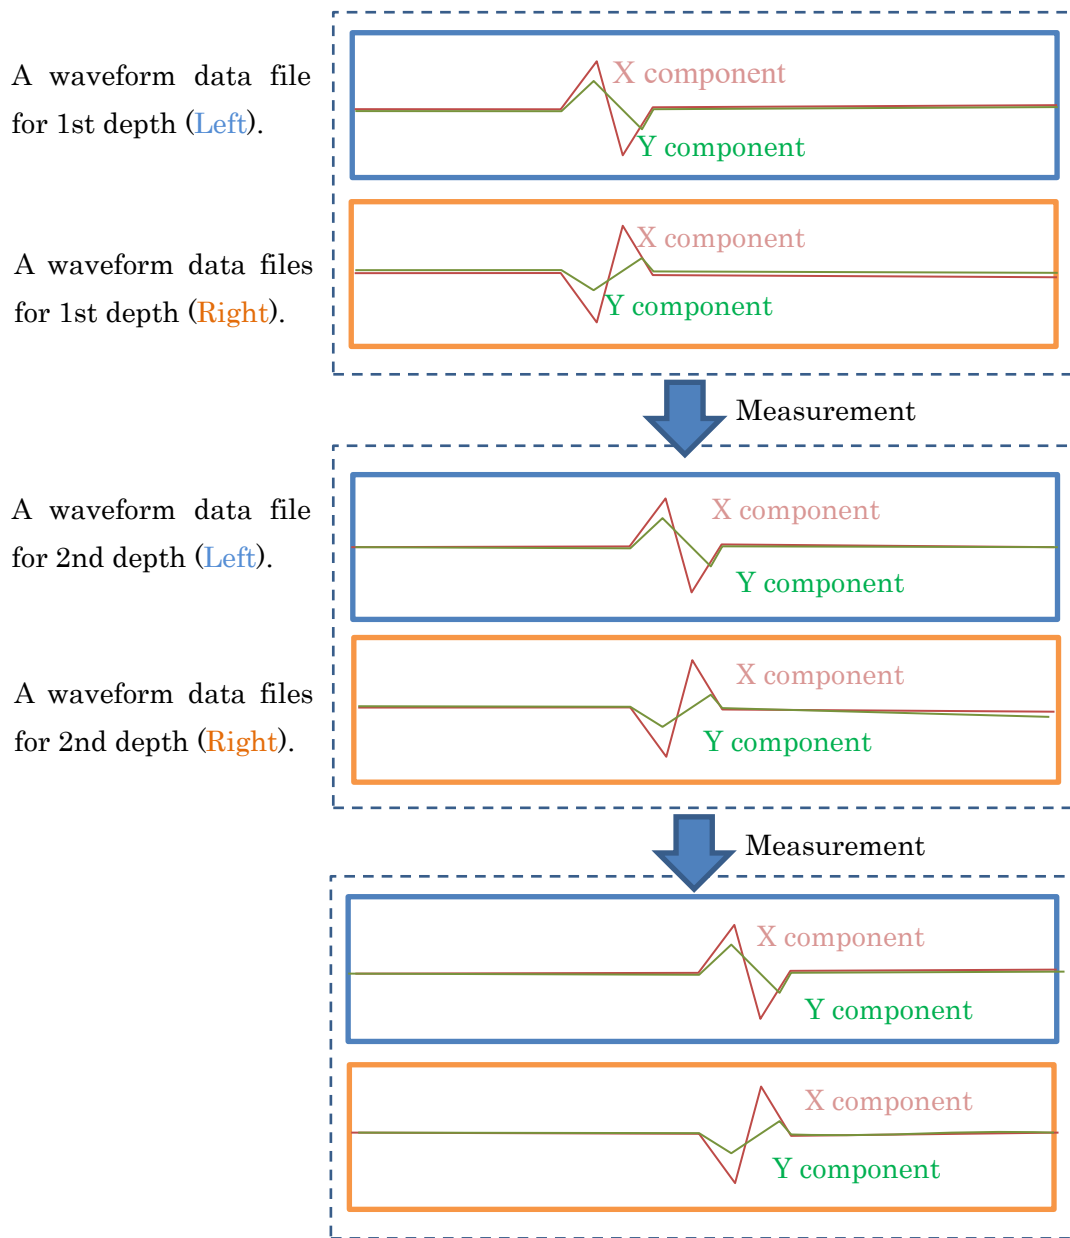 A waveform data file
for 1st depth (Left).
X component
Y component
A waveform data files
for 1st depth (Right).
X component
Y component
Measurement
A waveform data file
for 2nd depth (Left).
X component
Y component
A waveform data files
for 2nd depth (Right).
X component
Y component
Measurement
X component
Y component
X component
Y component